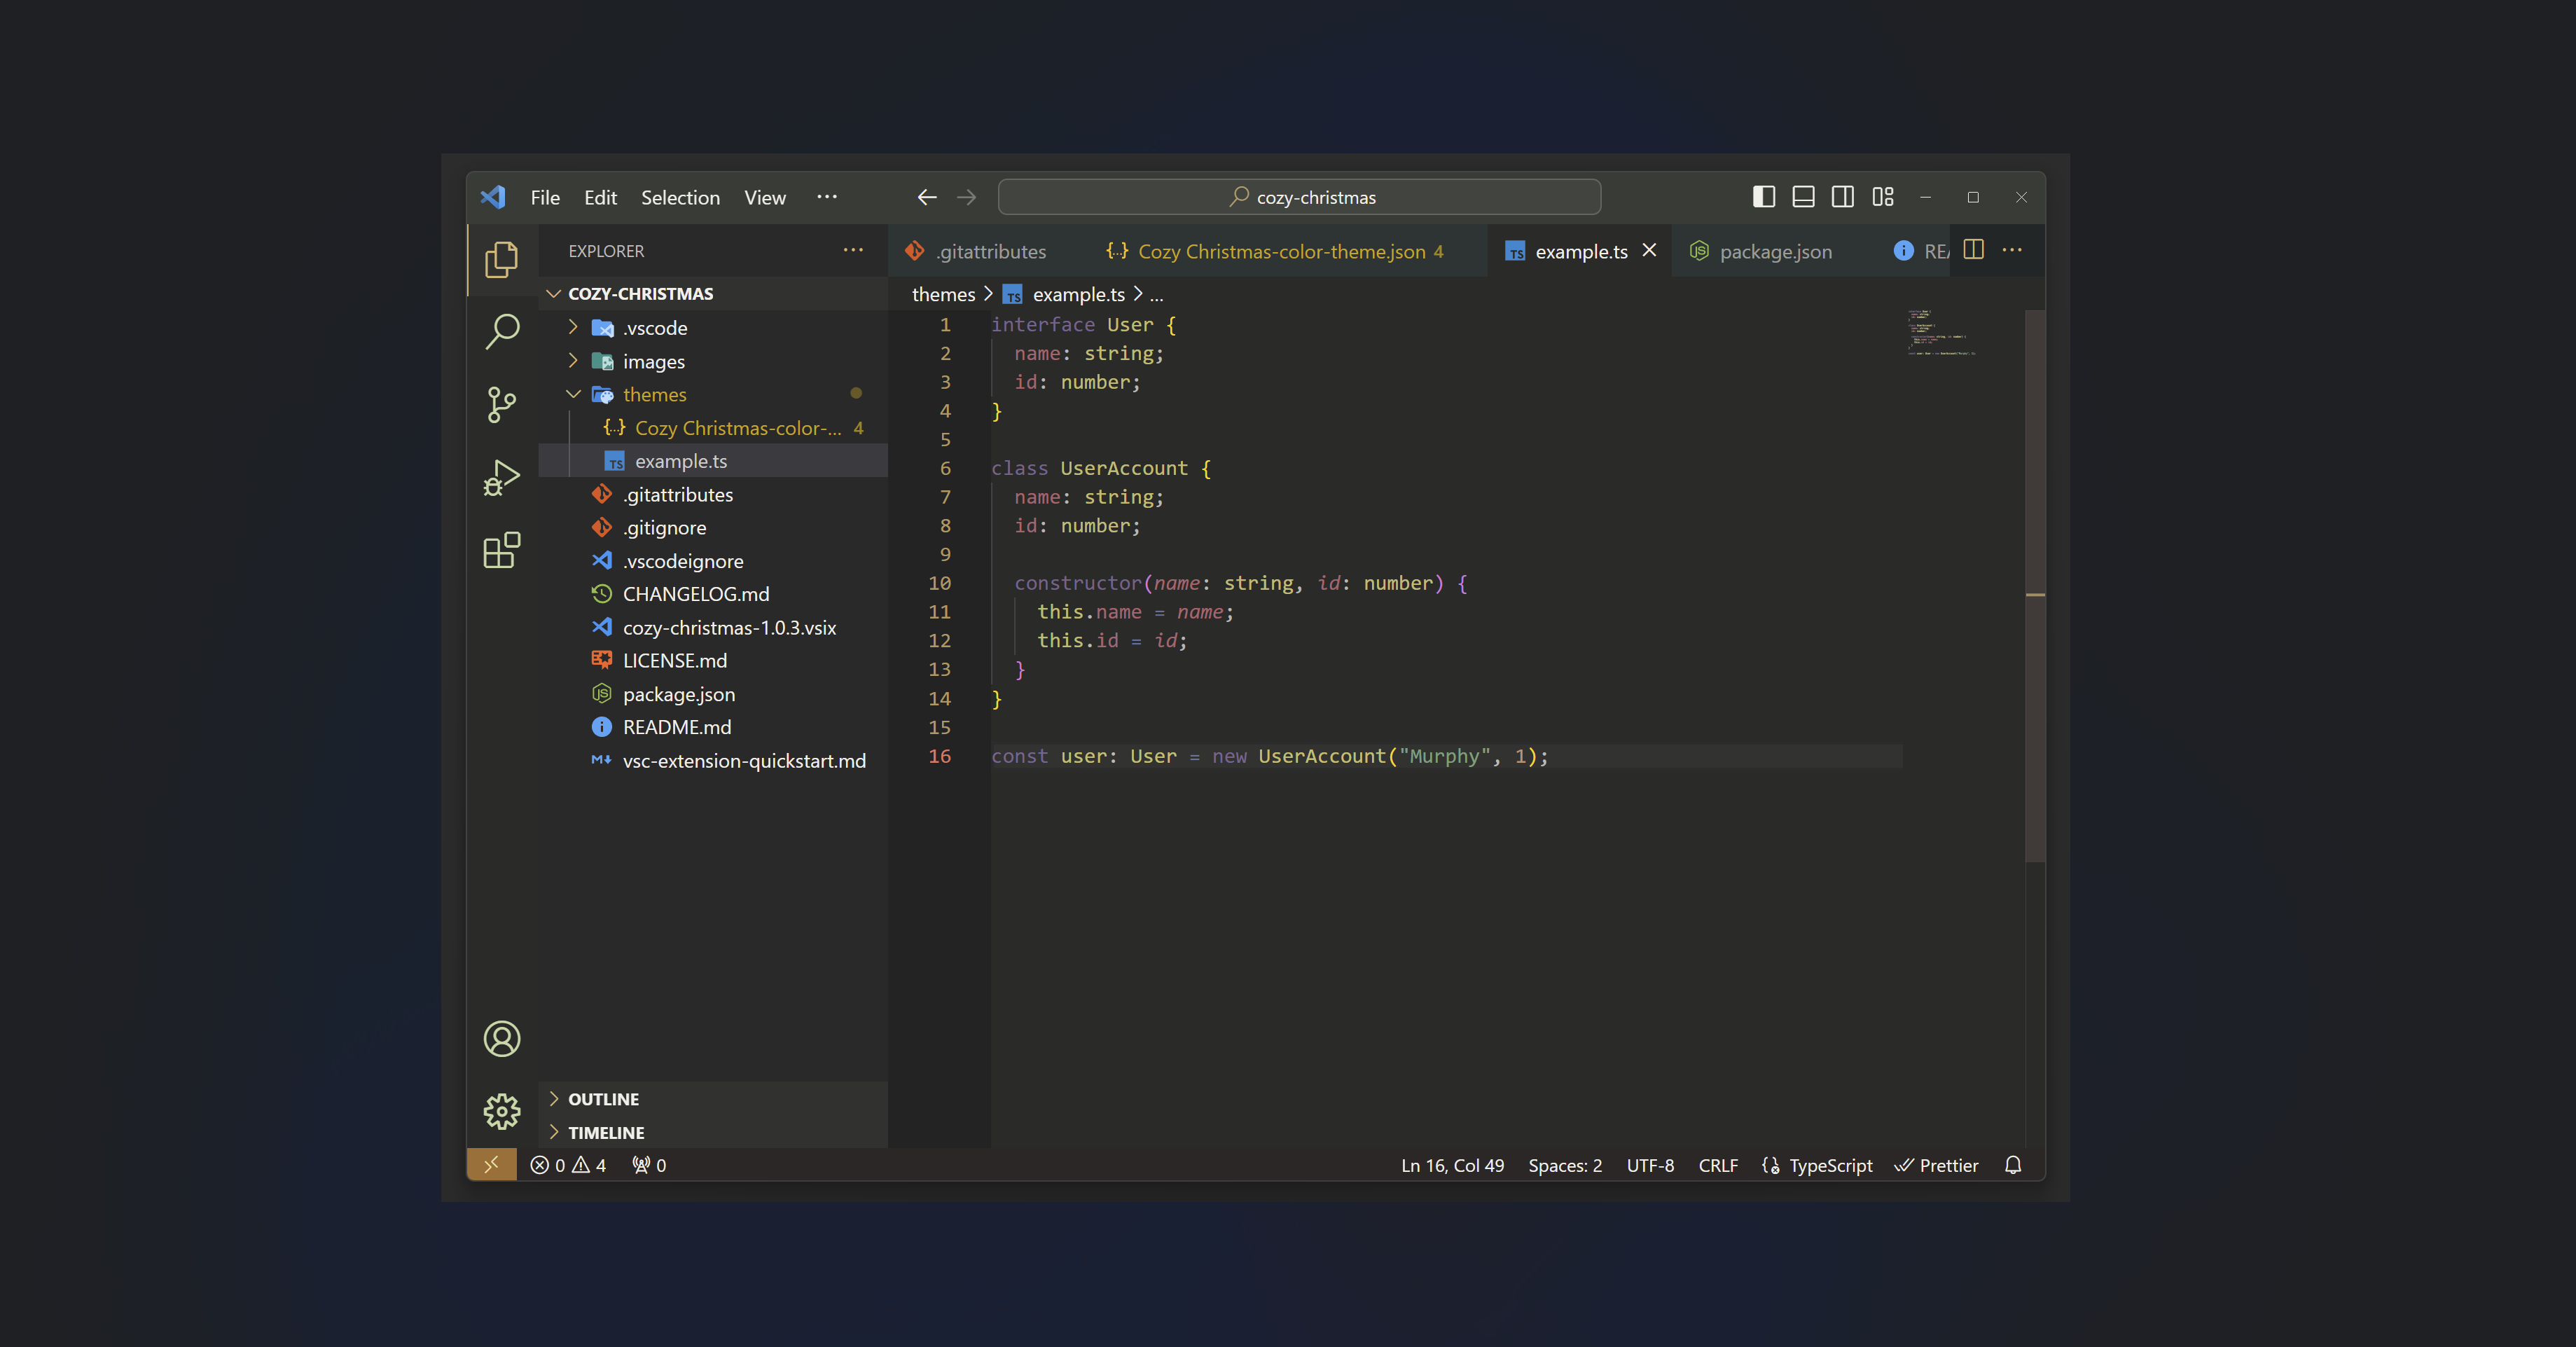 File Edit Selection View ··· cozy-christmas
EXPLORER ···
COZY-CHRISTMAS
.vscode
images
themes
{..} Cozy Christmas-color-... 4
TS example.ts
.gitattributes
.gitignore
.vscodeignore
CHANGELOG.md
cozy-christmas-1.0.3.vsix
LICENSE.md
JS package.json
i README.md
M vsc-extension-quickstart.md
OUTLINE
TIMELINE
.gitattributes {..} Cozy Christmas-color-theme.json 4 TS example.ts JS package.json i REA ···
themes > TS example.ts > ...
1 interface User {
2 name: string;
3 id: number;
4 }
5
6 class UserAccount {
7 name: string;
8 id: number;
9
10 constructor(name: string, id: number) {
11 this.name = name;
12 this.id = id;
13 }
14 }
15
16 const user: User = new UserAccount("Murphy", 1);
0 4 0 Ln 16, Col 49 Spaces: 2 UTF-8 CRLF TypeScript Prettier